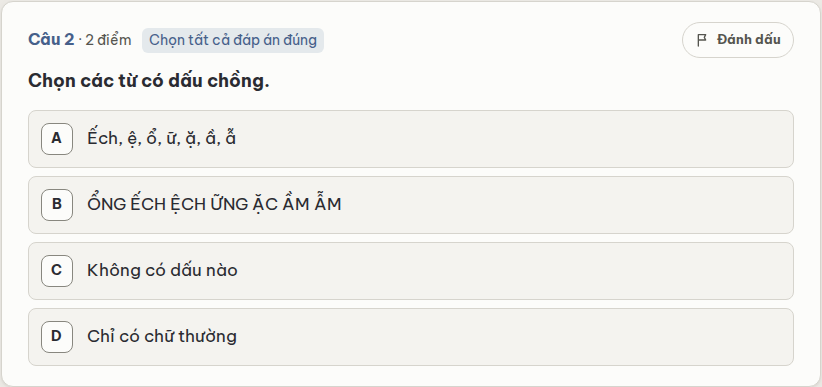 Câu 2 · 2 điểm Chọn tất cả đáp án đúng Đánh dấu
Chọn các từ có dấu chồng.
A Ếch, ệ, ổ, ữ, ặ, ầ, ẫ
B ỔNG ẾCH ỆCH ỮNG ẶC ẦM ẪM
C Không có dấu nào
D Chỉ có chữ thường